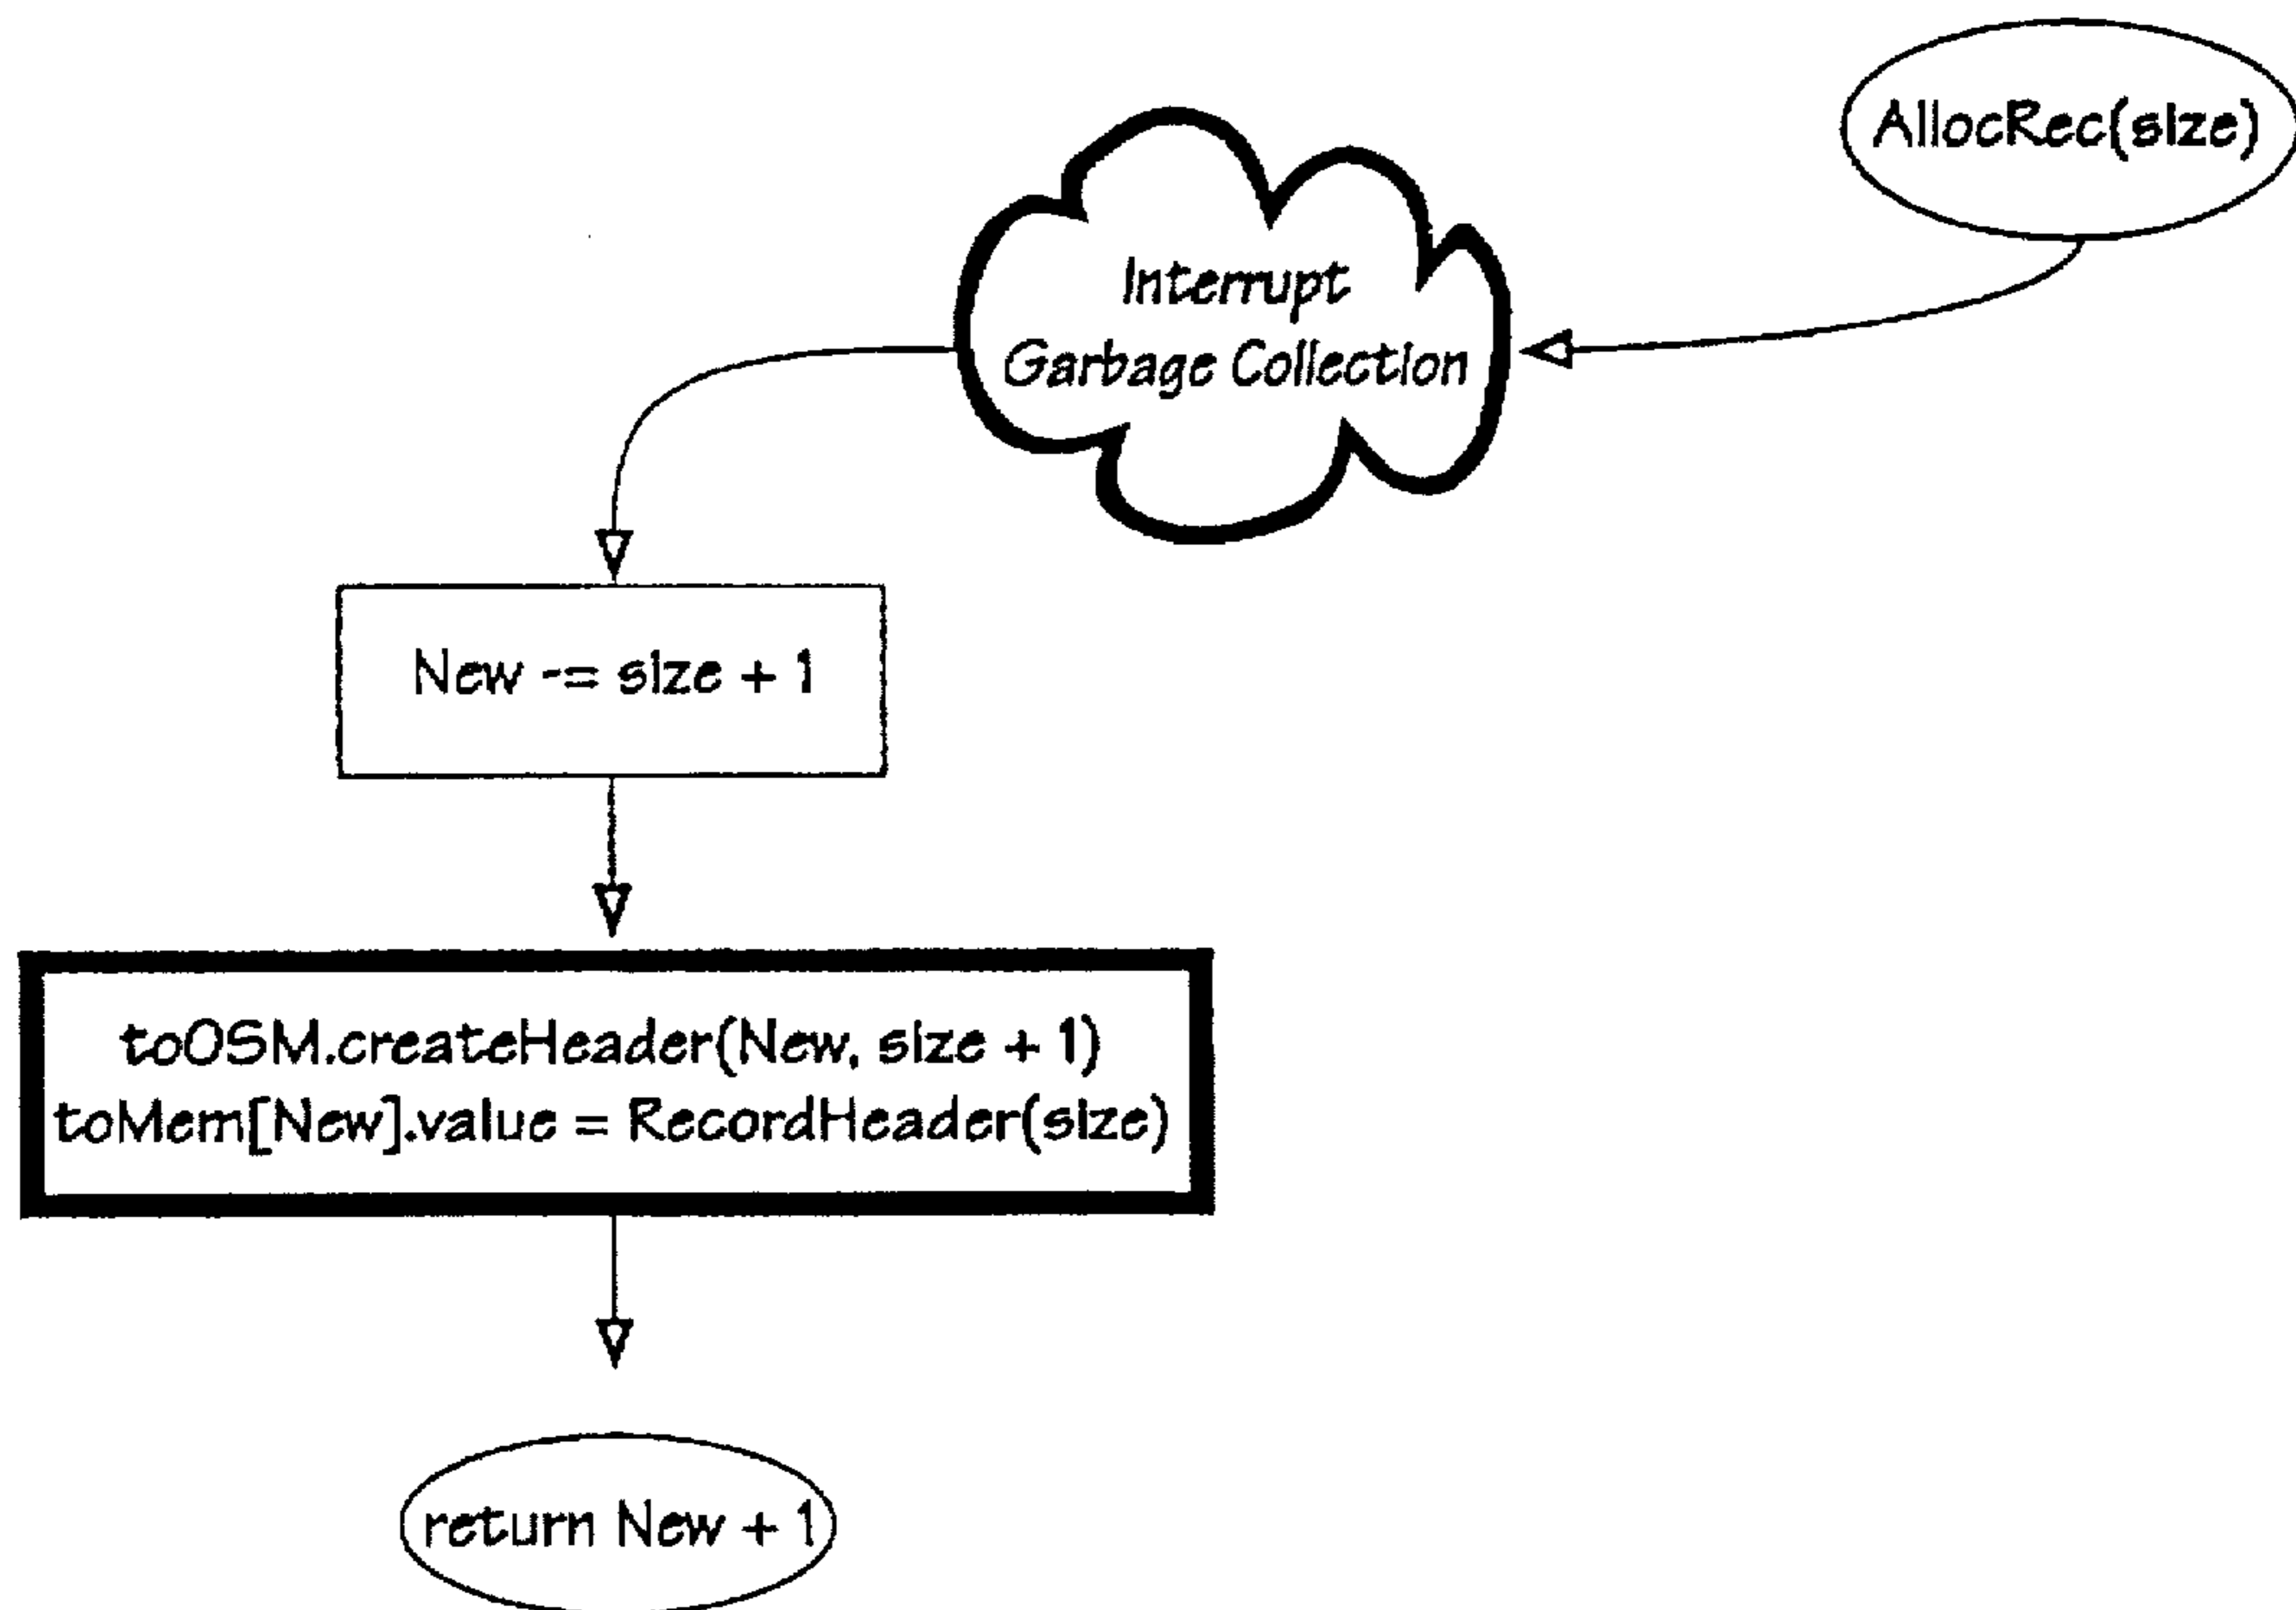 AllocRec(size)
Interrupt
Garbage Collection
New -= size + 1
toOSM.createHeader(New, size + 1)
toMem[New].value = RecordHeader(size)
return New + 1